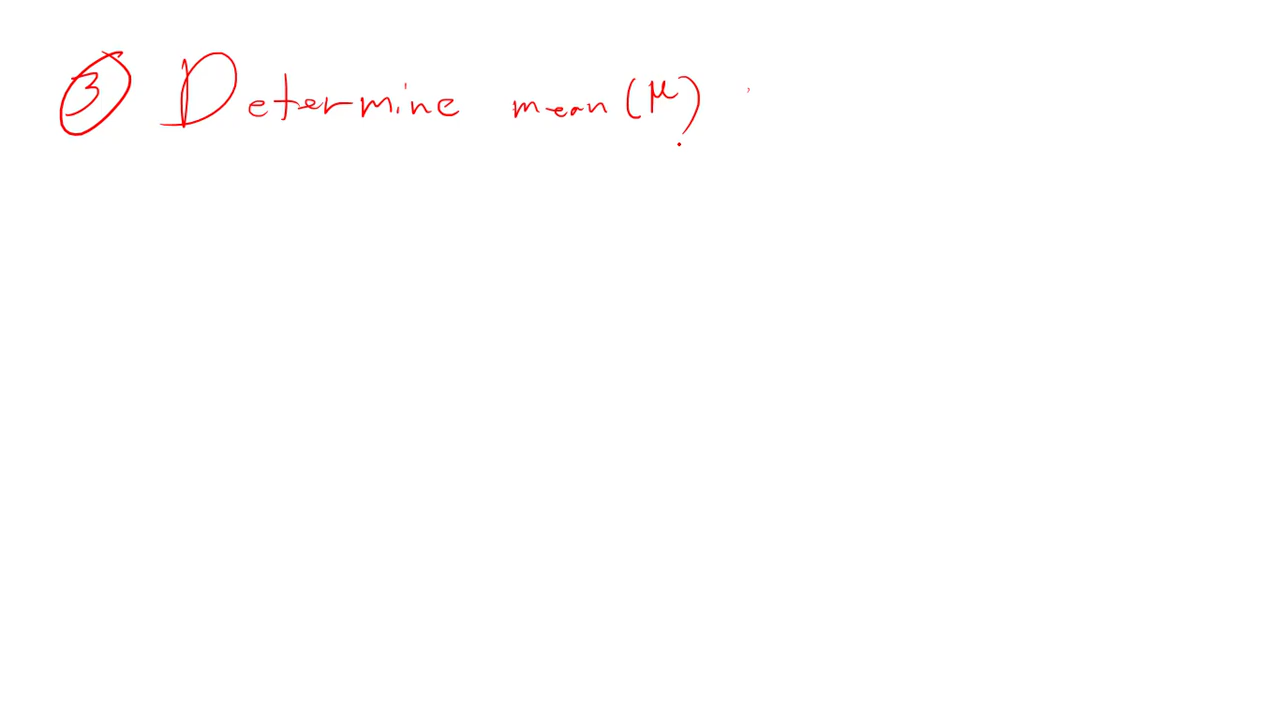 ③ Determine mean (μ)